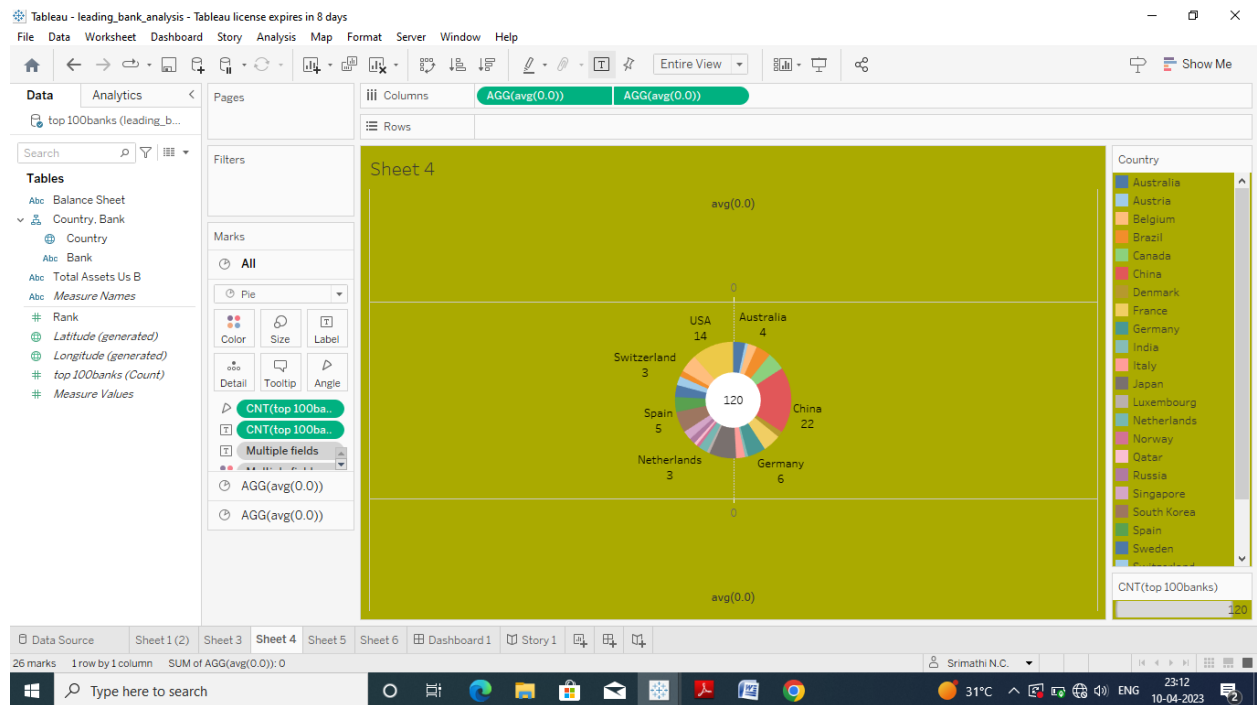 Tableau - leading_bank_analysis - Tableau license expires in 8 days
File Data Worksheet Dashboard Story Analysis Map Format Server Window Help
Entire View
Show Me
Data Analytics
top 100banks (leading_b...
Search
Tables
Abc Balance Sheet
Country, Bank
Country
Abc Bank
Abc Total Assets Us B
Abc Measure Names
# Rank
Latitude (generated)
Longitude (generated)
# top 100banks (Count)
# Measure Values
Pages
Filters
Marks
All
Pie
Color Size Label
Detail Tooltip Angle
CNT(top 100ba..
CNT(top 100ba..
Multiple fields
AGG(avg(0.0))
AGG(avg(0.0))
Columns AGG(avg(0.0)) AGG(avg(0.0))
Rows
Sheet 4
avg(0.0)
0
USA
14
Australia
4
Switzerland
3
120
China
22
Spain
5
Netherlands
3
Germany
6
0
avg(0.0)
Country
Australia
Austria
Belgium
Brazil
Canada
China
Denmark
France
Germany
India
Italy
Japan
Luxembourg
Netherlands
Norway
Qatar
Russia
Singapore
South Korea
Spain
Sweden
CNT(top 100banks)
120
Data Source Sheet 1 (2) Sheet 3 Sheet 4 Sheet 5 Sheet 6 Dashboard 1 Story 1
26 marks 1 row by 1 column SUM of AGG(avg(0.0)): 0
Srimathi N.C.
Type here to search
31°C ENG
23:12
10-04-2023
2